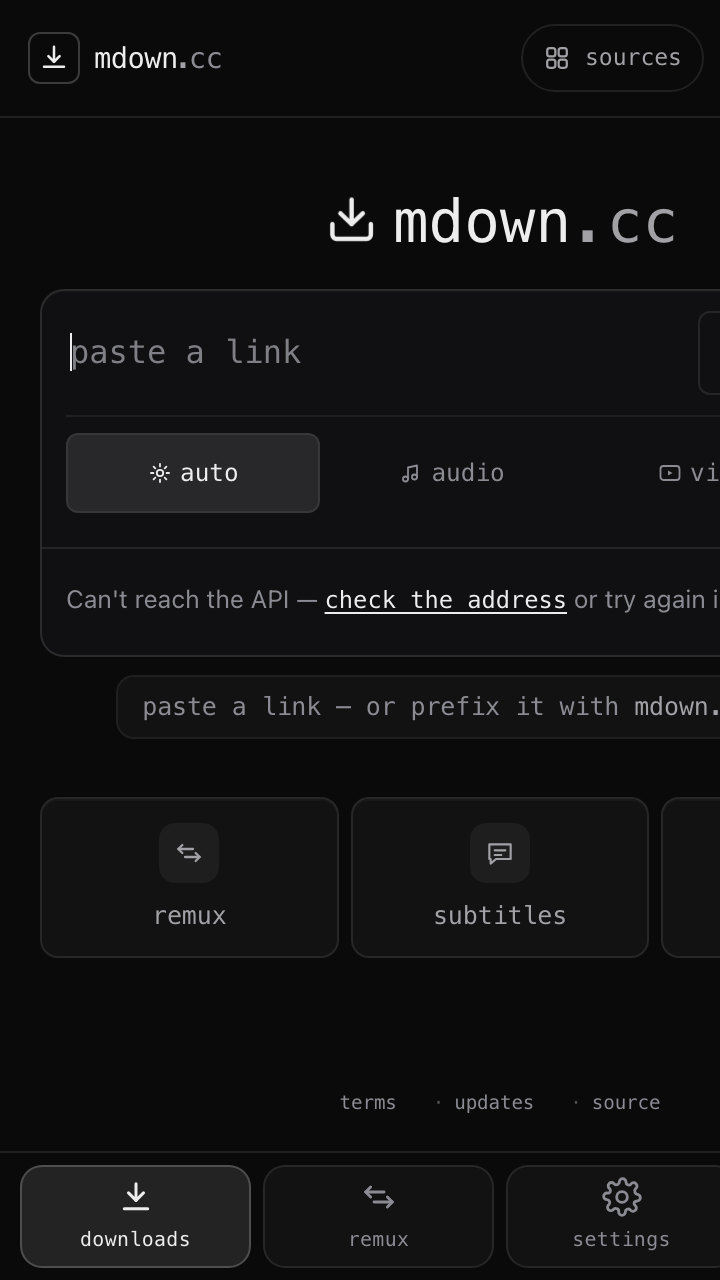 mdown.cc
sources
mdown.cc
paste a link
auto audio vi
Can't reach the API — check the address or try again i
paste a link — or prefix it with mdown.
remux subtitles
terms · updates · source
downloads remux settings